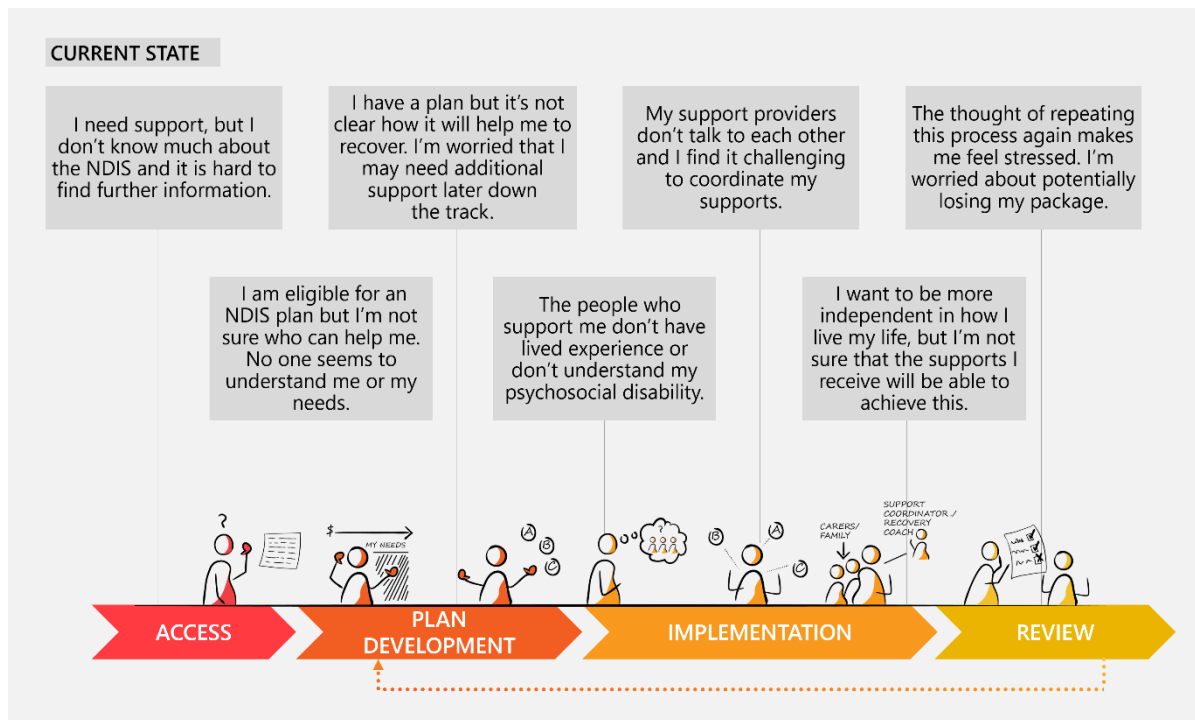 CURRENT STATE
I need support, but I
don't know much about
the NDIS and it is hard to
find further information.
I have a plan but it's not
clear how it will help me to
recover. I'm worried that I
may need additional
support later down
the track.
My support providers
don't talk to each other
and I find it challenging
to coordinate my
supports.
The thought of repeating
this process again makes
me feel stressed. I'm
worried about potentially
losing my package.
I am eligible for an
NDIS plan but I'm not
sure who can help me.
No one seems to
understand me or my
needs.
The people who
support me don't have
lived experience or
don't understand my
psychosocial disability.
I want to be more
independent in how I
live my life, but I'm not
sure that the supports I
receive will be able to
achieve this.
?
$
MY NEEDS
A
B
C
?
B
A
C
CARERS/
FAMILY
SUPPORT
COORDINATOR/
RECOVERY
COACH
ACCESS
PLAN
DEVELOPMENT
IMPLEMENTATION
REVIEW